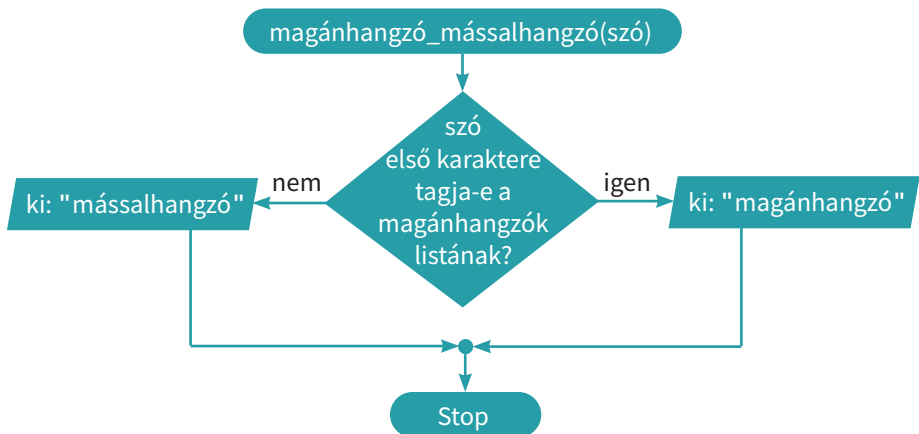 magánhangzó_mássalhangzó(szó)
szó
első karaktere
tagja-e a
magánhangzók
listának?
nem
igen
ki: "mássalhangzó"
ki: "magánhangzó"
Stop